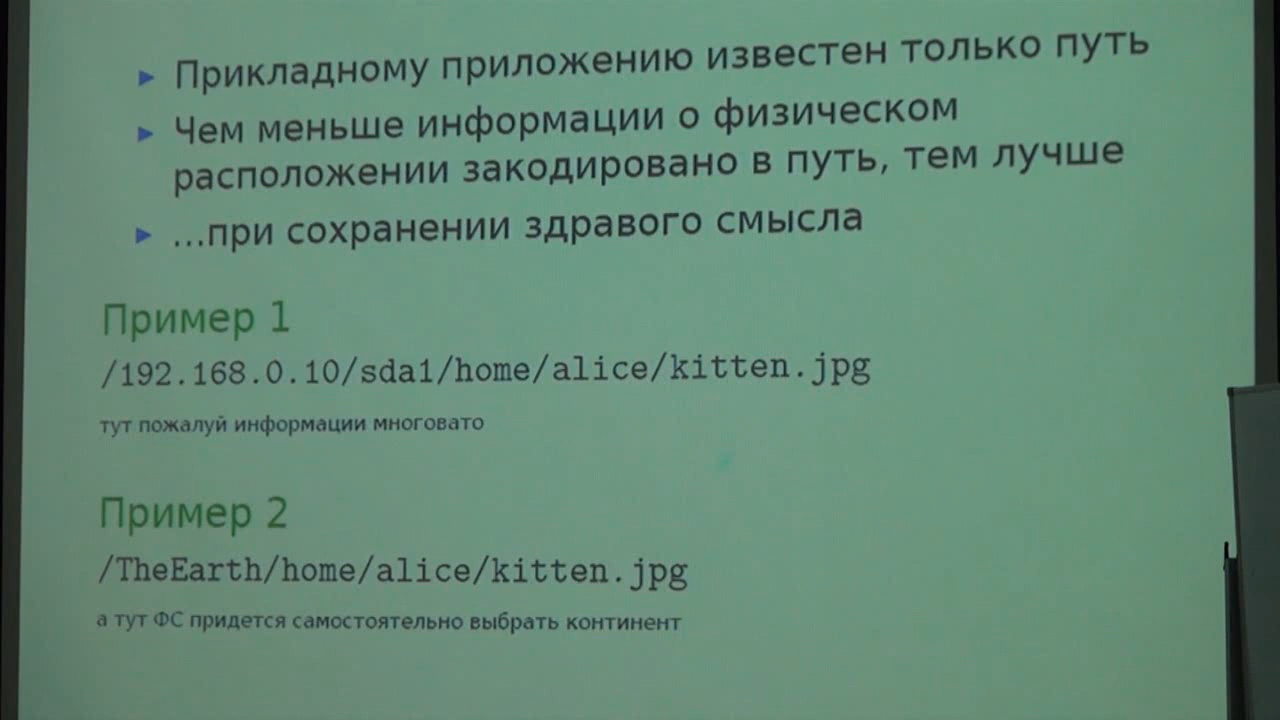 ▸ Прикладному приложению известен только путь
▸ Чем меньше информации о физическом
расположении закодировано в путь, тем лучше
▸ ...при сохранении здравого смысла
Пример 1
/192.168.0.10/sda1/home/alice/kitten.jpg
тут пожалуй информации многовато
Пример 2
/TheEarth/home/alice/kitten.jpg
а тут ФС придется самостоятельно выбрать континент